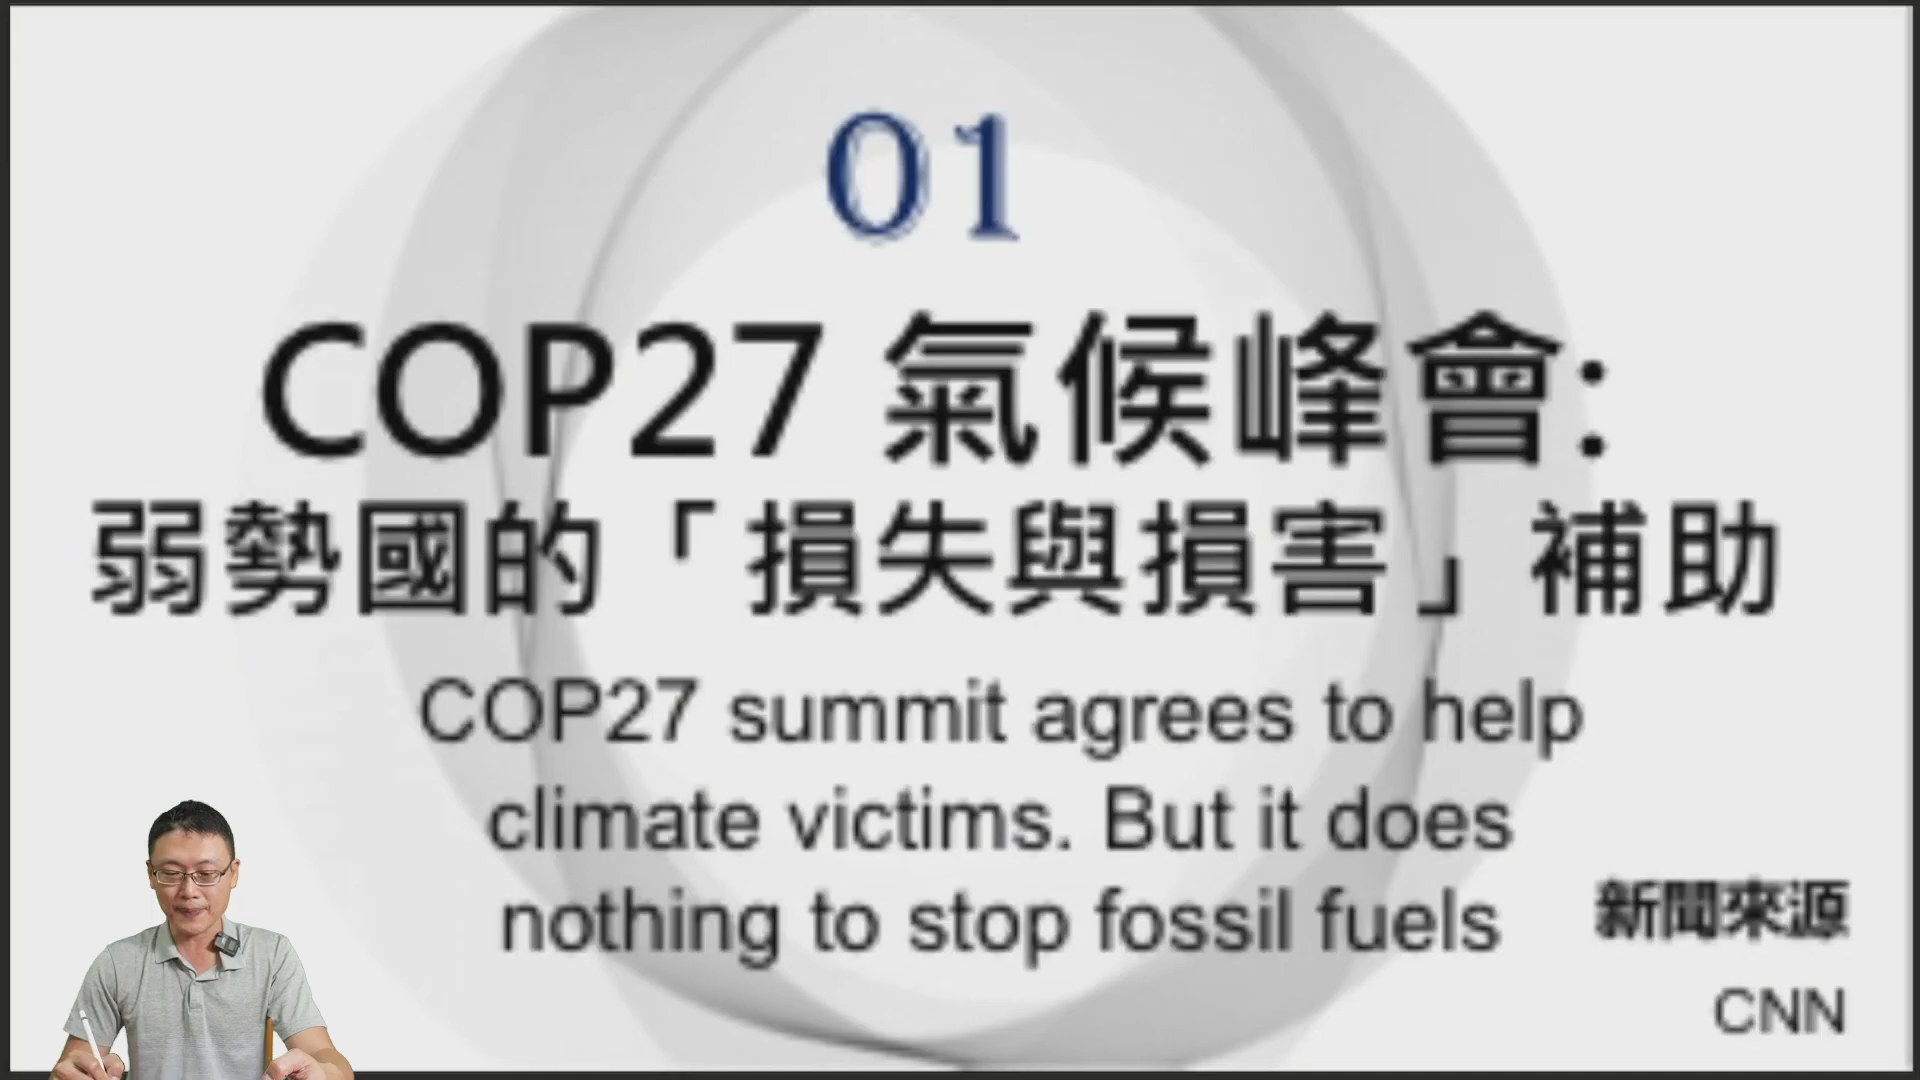 01
COP27 氣候峰會:
弱勢國的「損失與損害」補助
COP27 summit agrees to help
climate victims. But it does
nothing to stop fossil fuels
新聞來源
CNN